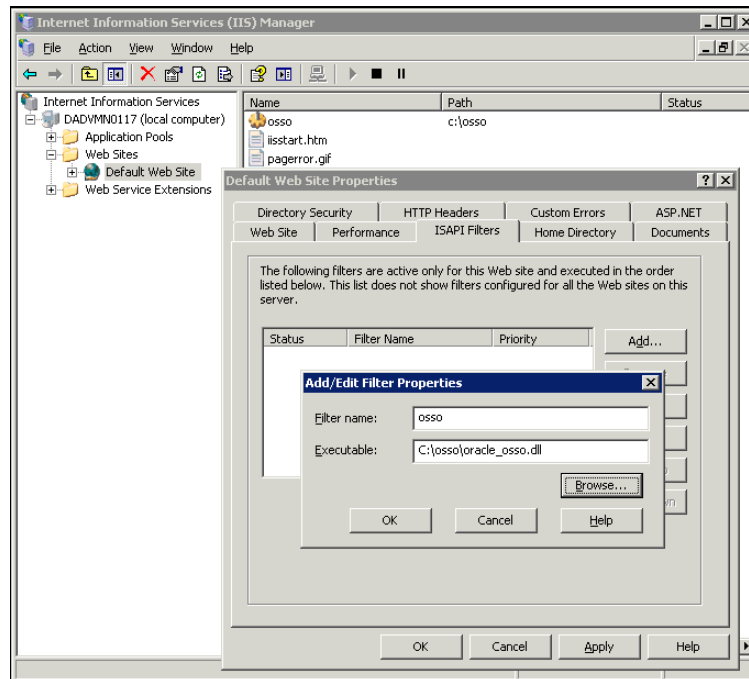 Internet Information Services (IIS) Manager
File Action View Window Help
Internet Information Services
DADVMN0117 (local computer)
Application Pools
Web Sites
Default Web Site
Web Service Extensions
Name Path Status
osso c:\osso
iisstart.htm
pagerror.gif
Default Web Site Properties
Directory Security HTTP Headers Custom Errors ASP.NET
Web Site Performance ISAPI Filters Home Directory Documents
The following filters are active only for this Web site and executed in the order
listed below. This list does not show filters configured for all the Web sites on this
server.
Status Filter Name Priority
Add...
Add/Edit Filter Properties
Filter name: osso
Executable: C:\osso\oracle_osso.dll
Browse...
OK Cancel Help
OK Cancel Apply Help